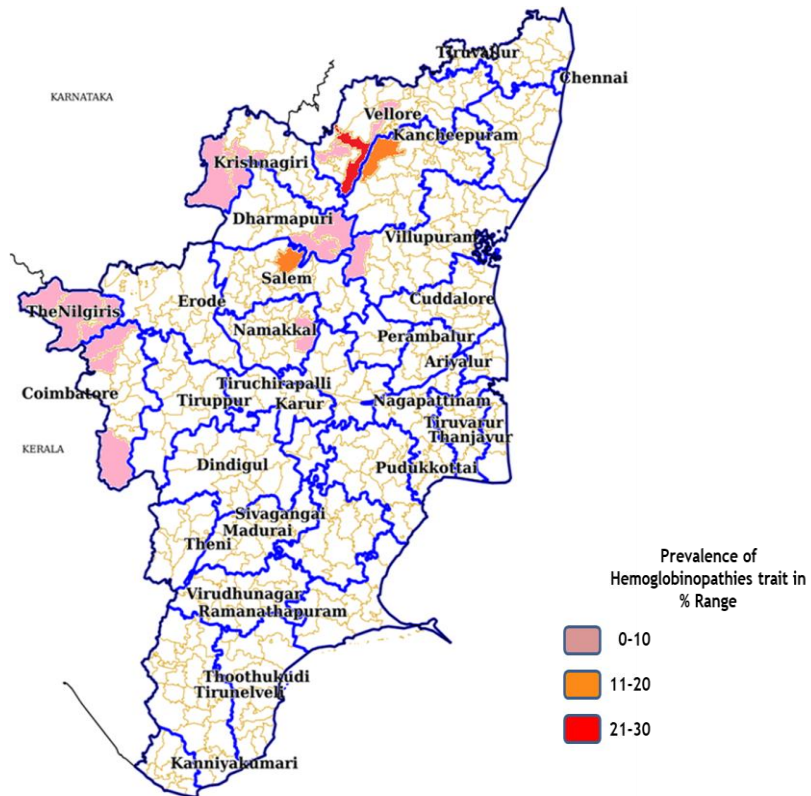 Tiruvallur
Chennai
KARNATAKA
Vellore
Kancheepuram
Krishnagiri
Dharmapuri
Villupuram
Salem
Erode
Cuddalore
TheNilgiris
Namakkal
Perambalur
Ariyalur
Tiruchirapalli
Coimbatore
Tiruppur
Karur
Nagapattinam
Tiruvarur
Thanjavur
KERALA
Dindigul
Pudukkottai
Sivagangai
Madurai
Theni
Virudhunagar
Ramanathapuram
Thoothukudi
Tirunelveli
Kanniyakumari
Prevalence of
Hemoglobinopathies trait in
% Range
0-10
11-20
21-30